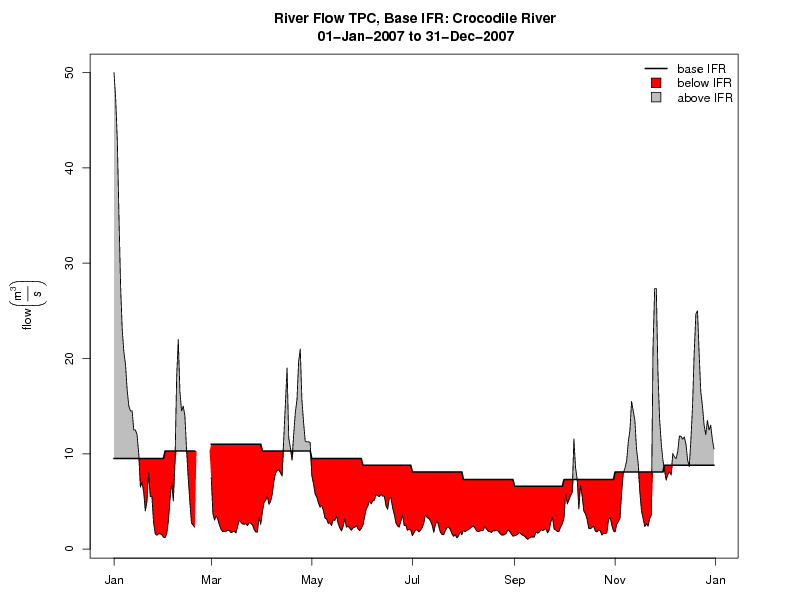 River Flow TPC, Base IFR: Crocodile River
01−Jan−2007 to 31−Dec−2007
base IFR
below IFR
above IFR
flow (m³/s)
50
40
30
20
10
0
Jan Mar May Jul Sep Nov Jan